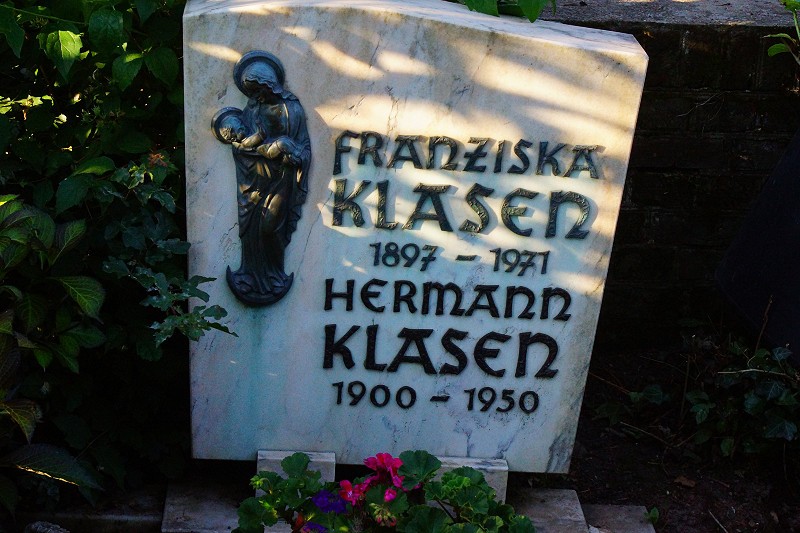 FRANZISKA
KLASEN
1897 – 1971
HERMANN
KLASEN
1900 – 1950